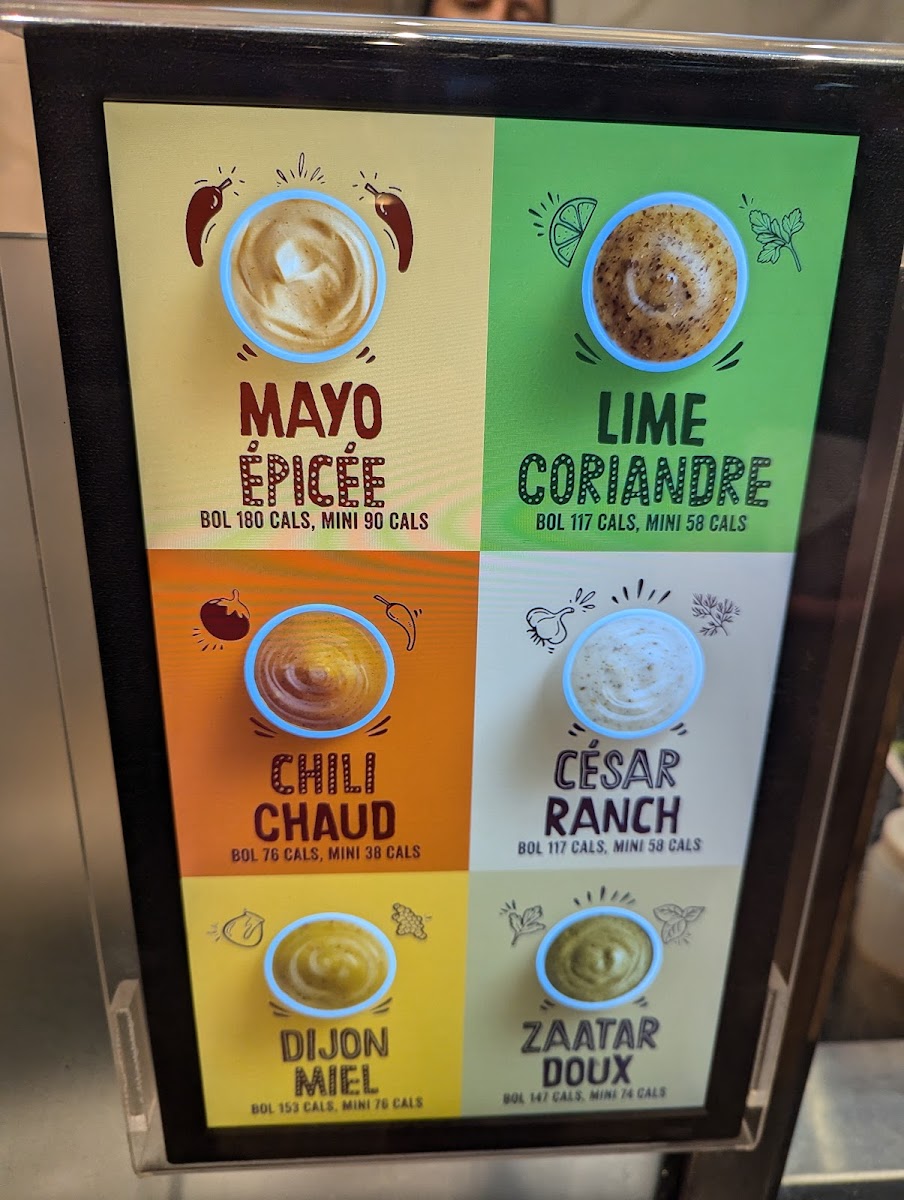 MAYO
ÉPICÉE
BOL 180 CALS, MINI 90 CALS
LIME
CORIANDRE
BOL 117 CALS, MINI 58 CALS
CHILI
CHAUD
BOL 76 CALS, MINI 38 CALS
CÉSAR
RANCH
BOL 117 CALS, MINI 58 CALS
DIJON
MIEL
BOL 153 CALS, MINI 76 CALS
ZAATAR
DOUX
BOL 147 CALS, MINI 74 CALS